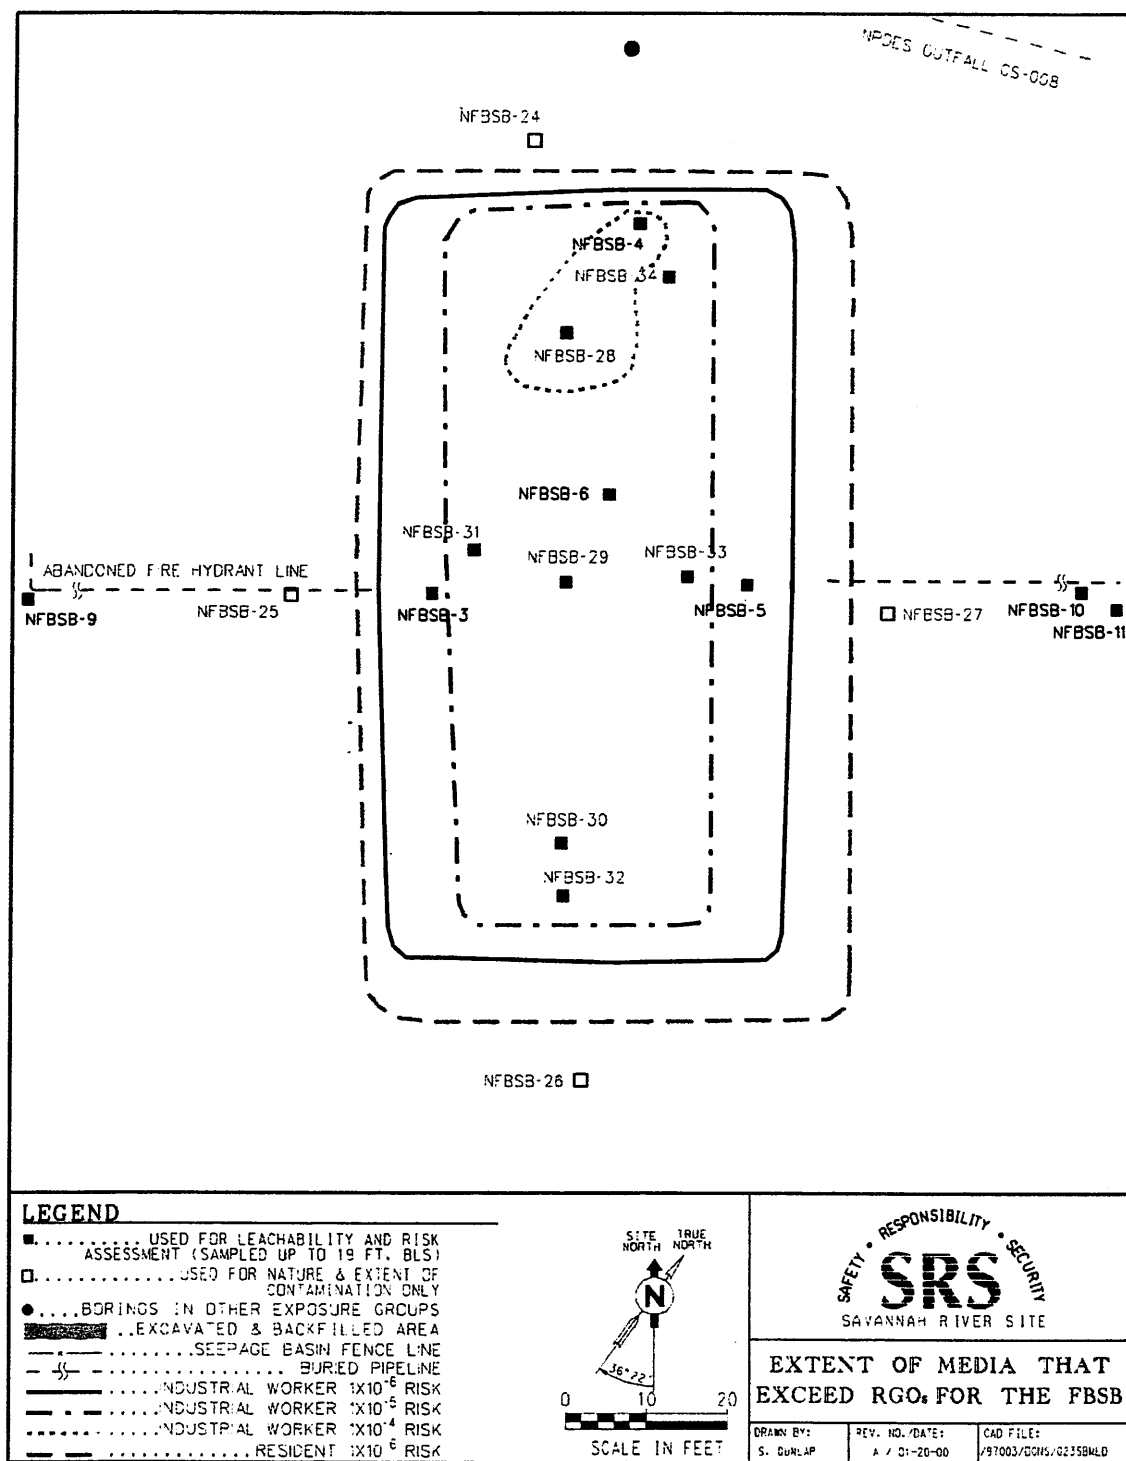 NPDES OUTFALL GS-008
NFBSB-24
NFBSB-4
NFBSB-34
NFBSB-28
NFBSB-6
NFBSB-31
NFBSB-29
NFBSB-33
ABANDONED FIRE HYDRANT LINE
NFBSB-9
NFBSB-25
NFBSB-3
NFBSB-5
NFBSB-27
NFBSB-10
NFBSB-11
NFBSB-30
NFBSB-32
NFBSB-26
LEGEND
USED FOR LEACHABILITY AND RISK
ASSESSMENT (SAMPLED UP TO 19 FT. BLS)
USED FOR NATURE & EXTENT OF
CONTAMINATION ONLY
BORINGS IN OTHER EXPOSURE GROUPS
EXCAVATED & BACKFILLED AREA
SEEPAGE BASIN FENCE LINE
BURIED PIPELINE
INDUSTRIAL WORKER 1X10-6 RISK
INDUSTRIAL WORKER 1X10-5 RISK
INDUSTRIAL WORKER 1X10-4 RISK
RESIDENT 1X10-6 RISK
SITE NORTH
TRUE NORTH
N
36°22'
0 10 20
SCALE IN FEET
SAFETY • RESPONSIBILITY • SECURITY
SRS
SAVANNAH RIVER SITE
EXTENT OF MEDIA THAT
EXCEED RGOs FOR THE FBSB
DRAWN BY:
S. DUNLAP
REV. NO./DATE:
A / 01-20-00
CAD FILE: